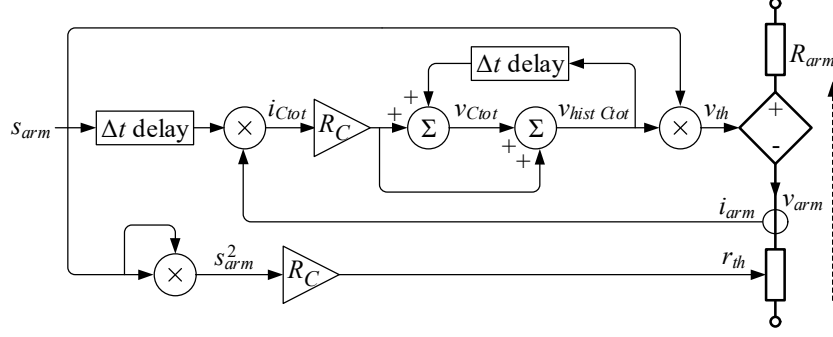 R_arm
Δt delay
s_arm
Δt delay
×
i_Ctot
R_C
+
+
Σ
v_Ctot
+
+
Σ
v_hist Ctot
×
v_th
+
-
i_arm
v_arm
×
s²_arm
R_C
r_th